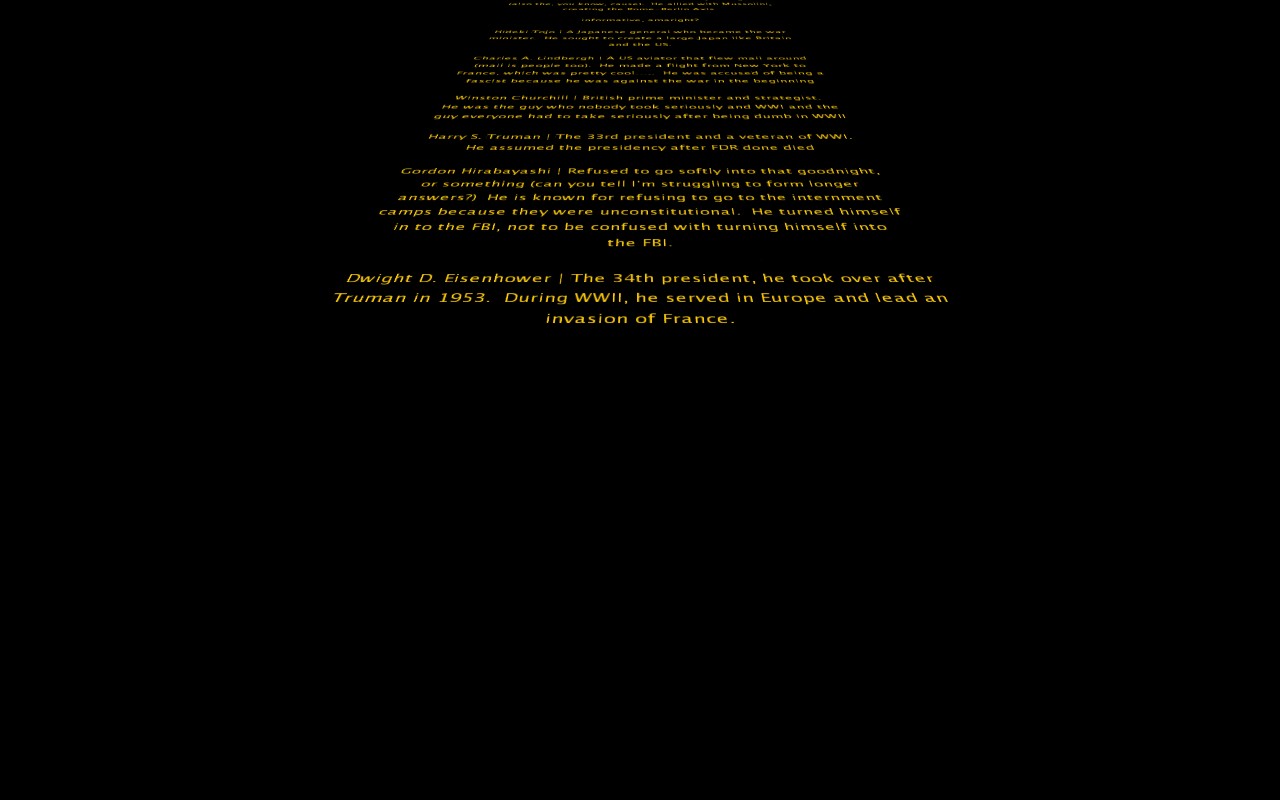 (also the, you know, cause).  He allied with Mussolini,
creating the Rome-Berlin Axis
informative, amaright?
Hideki Tojo | A Japanese general who became the war
minister.  He sought to create a large Japan like Britain
and the US.
Charles A. Lindbergh | A US aviator that flew mail around
(mail is people too).  He made a flight from New York to
France, which was pretty cool ....  He was accused of being a
fascist because he was against the war in the beginning
Winston Churchill | British prime minister and strategist.
He was the guy who nobody took seriously and WWI and the
guy everyone had to take seriously after being dumb in WWII
Harry S. Truman | The 33rd president and a veteran of WWI.
He assumed the presidency after FDR done died
Gordon Hirabayashi | Refused to go softly into that goodnight,
or something (can you tell I'm struggling to form longer
answers?)  He is known for refusing to go to the internment
camps because they were unconstitutional.  He turned himself
in to the FBI, not to be confused with turning himself into
the FBI.
Dwight D. Eisenhower | The 34th president, he took over after
Truman in 1953.  During WWII, he served in Europe and lead an
invasion of France.